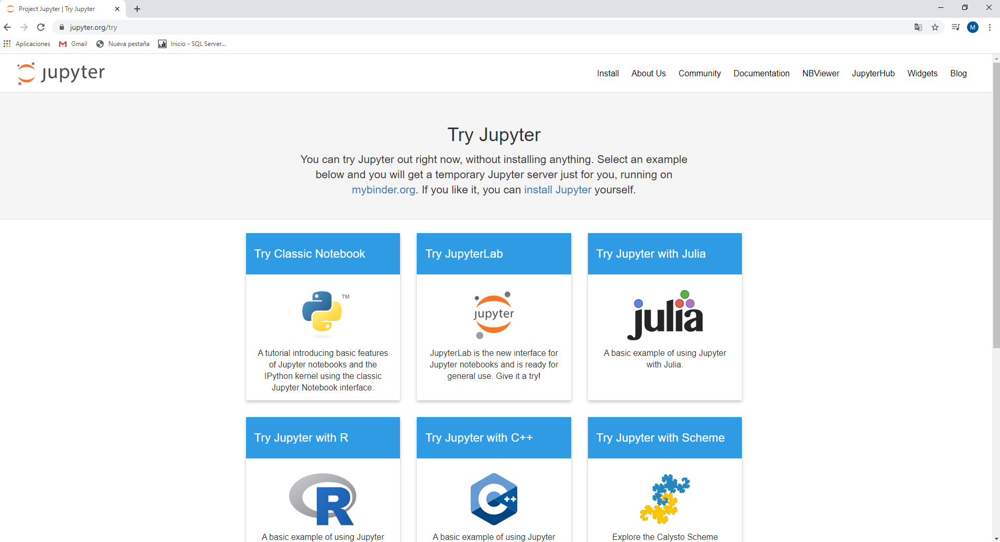 Project Jupyter | Try Jupyter
jupyter.org/try
M
Aplicaciones
Gmail
Nueva pestaña
Inicio - SQL Server...
jupyter
Install
About Us
Community
Documentation
NBViewer
JupyterHub
Widgets
Blog
Try Jupyter
You can try Jupyter out right now, without installing anything. Select an example
below and you will get a temporary Jupyter server just for you, running on
mybinder.org. If you like it, you can install Jupyter yourself.
Try Classic Notebook
TM
A tutorial introducing basic features
of Jupyter notebooks and the
IPython kernel using the classic
Jupyter Notebook interface.
Try JupyterLab
jupyter
JupyterLab is the new interface for
Jupyter notebooks and is ready for
general use. Give it a try!
Try Jupyter with Julia
julia
A basic example of using Jupyter
with Julia.
Try Jupyter with R
R
A basic example of using Jupyter
Try Jupyter with C++
C++
A basic example of using Jupyter
Try Jupyter with Scheme
Explore the Calysto Scheme